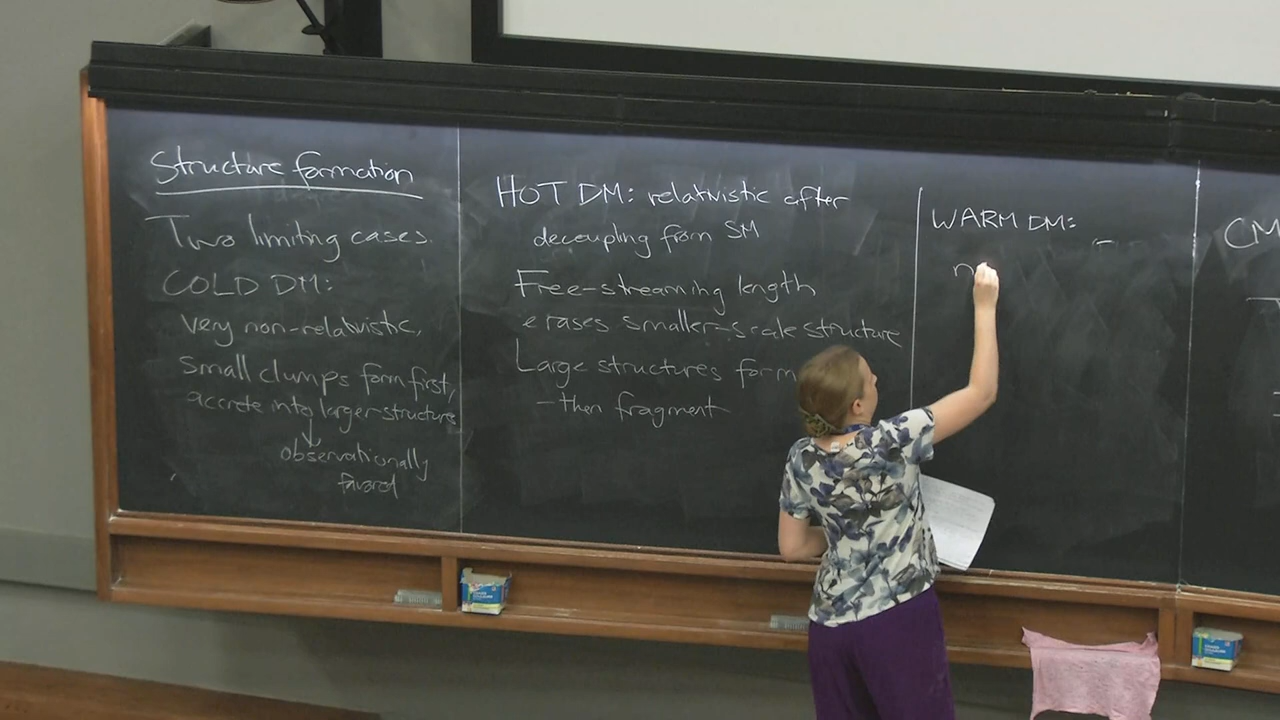 Structure formation
Two limiting cases.
COLD DM:
very non-relativistic,
small clumps form first,
accrete into larger structure
↓
observationally
favored
HOT DM: relativistic after
decoupling from SM
Free-streaming length
erases smaller-scale structure
Large structures form
- then fragment
WARM DM:
n
CM